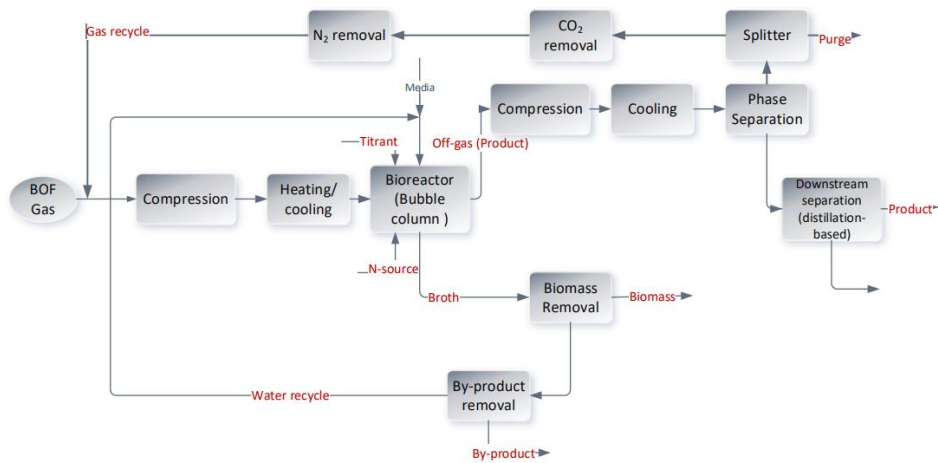 Gas recycle
N₂ removal
CO₂
removal
Splitter
Purge
Media
Compression
Cooling
Phase
Separation
Titrant
Off-gas (Product)
BOF
Gas
Compression
Heating/
cooling
Bioreactor
(Bubble
column )
Downstream
separation
(distillation-
based)
Product
N-source
Broth
Biomass
Removal
Biomass
Water recycle
By-product
removal
By-product